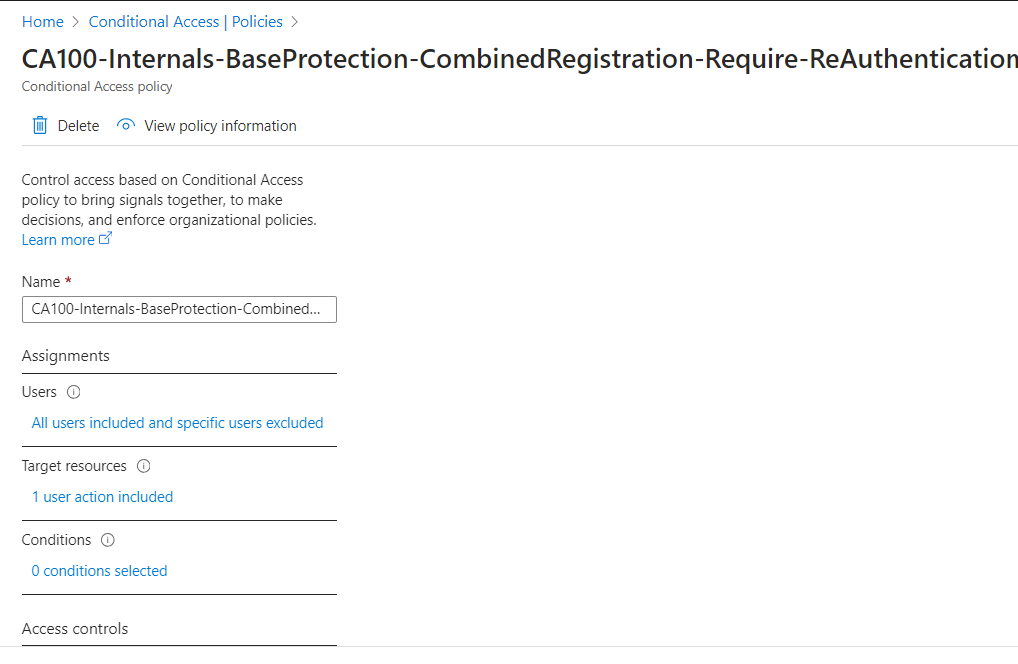 Home > Conditional Access | Policies >
CA100-Internals-BaseProtection-CombinedRegistration-Require-ReAuthentication
Conditional Access policy
Delete View policy information
Control access based on Conditional Access
policy to bring signals together, to make
decisions, and enforce organizational policies.
Learn more
Name *
CA100-Internals-BaseProtection-Combined...
Assignments
Users
All users included and specific users excluded
Target resources
1 user action included
Conditions
0 conditions selected
Access controls